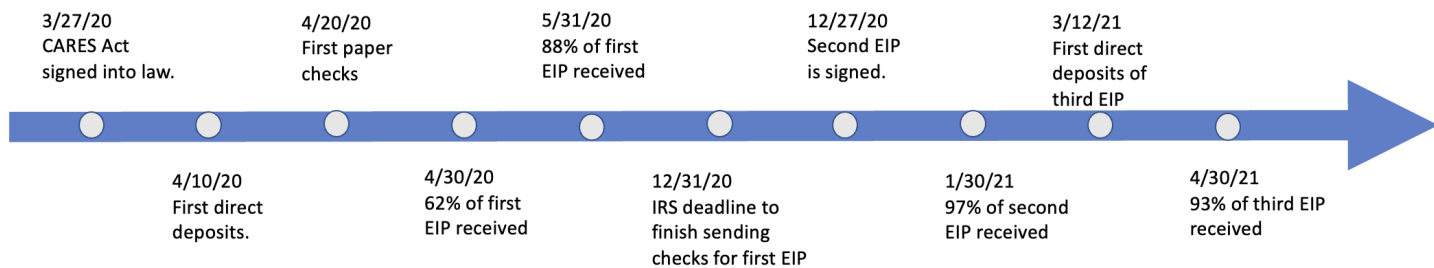 3/27/20
CARES Act
signed into law.
4/10/20
First direct
deposits.
4/20/20
First paper
checks
4/30/20
62% of first
EIP received
5/31/20
88% of first
EIP received
12/31/20
IRS deadline to
finish sending
checks for first EIP
12/27/20
Second EIP
is signed.
1/30/21
97% of second
EIP received
3/12/21
First direct
deposits of
third EIP
4/30/21
93% of third EIP
received